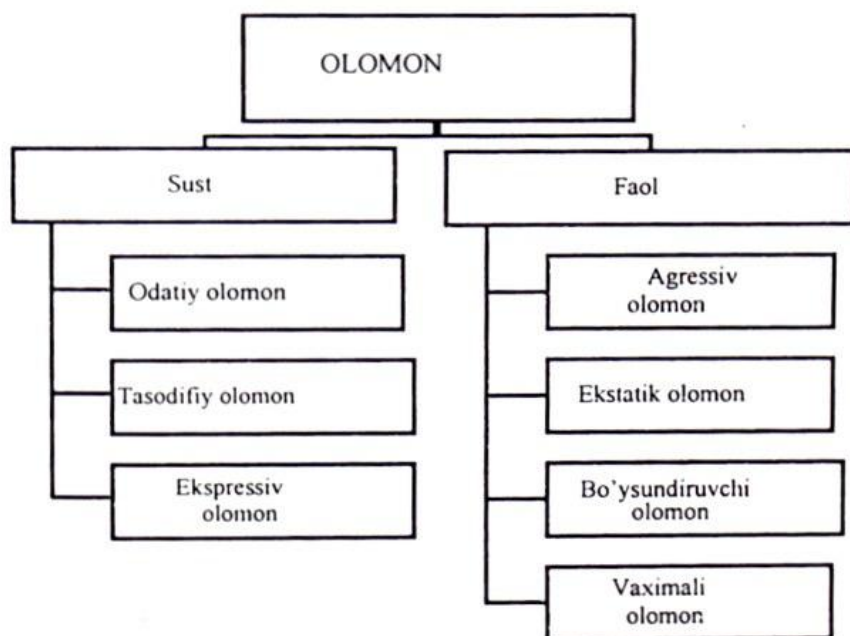 OLOMON
Sust
Faol
Odatiy olomon
Tasodifiy olomon
Ekspressiv
olomon
Agressiv
olomon
Ekstatik olomon
Bo'ysundiruvchi
olomon
Vaximali
olomon